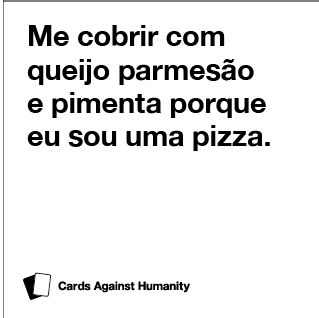 Me cobrir com
queijo parmesão
e pimenta porque
eu sou uma pizza.
Cards Against Humanity